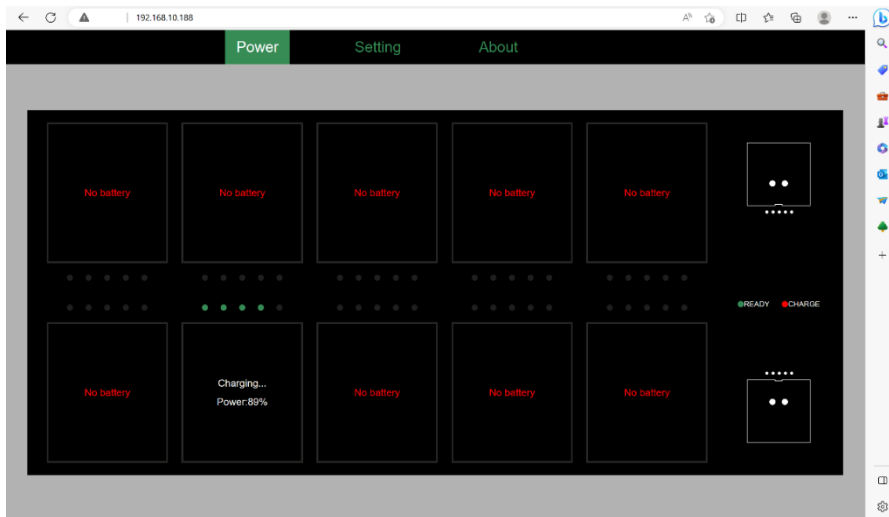 192.168.10.188
Power Setting About
No battery No battery No battery No battery No battery
READY CHARGE
No battery Charging... No battery No battery No battery
Power:89%